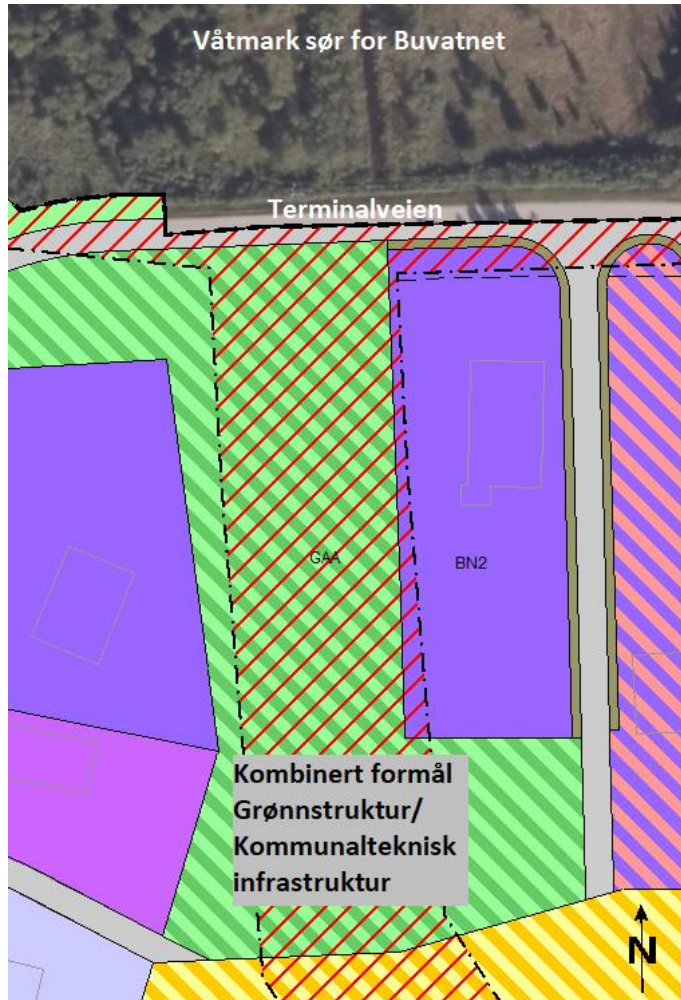 Våtmark sør for Buvatnet
Terminalveien
GAA
BN2
Kombinert formål
Grønnstruktur/
Kommunalteknisk
infrastruktur
N